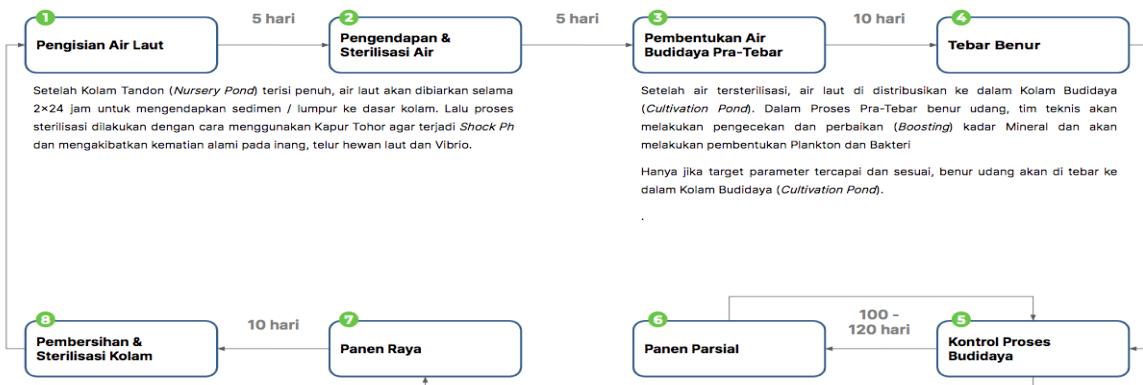 1
5 hari
2
5 hari
3
10 hari
4
Pengisian Air Laut
Pengendapan &
Sterilisasi Air
Pembentukan Air
Budidaya Pra-Tebar
Tebar Benur
Setelah Kolam Tandon (Nursery Pond) terisi penuh, air laut akan dibiarkan selama
2×24 jam untuk mengendapkan sedimen / lumpur ke dasar kolam. Lalu proses
sterilisasi dilakukan dengan cara menggunakan Kapur Tohor agar terjadi Shock Ph
dan mengakibatkan kematian alami pada inang, telur hewan laut dan Vibrio.
Setelah air tersterilisasi, air laut di distribusikan ke dalam Kolam Budidaya
(Cultivation Pond). Dalam Proses Pra-Tebar benur udang, tim teknis akan
melakukan pengecekan dan perbaikan (Boosting) kadar Mineral dan akan
melakukan pembentukan Plankton dan Bakteri
Hanya jika target parameter tercapai dan sesuai, benur udang akan di tebar ke
dalam Kolam Budidaya (Cultivation Pond).
.
8
Pembersihan &
Sterilisasi Kolam
10 hari
7
Panen Raya
6
Panen Parsial
100 -
120 hari
5
Kontrol Proses
Budidaya